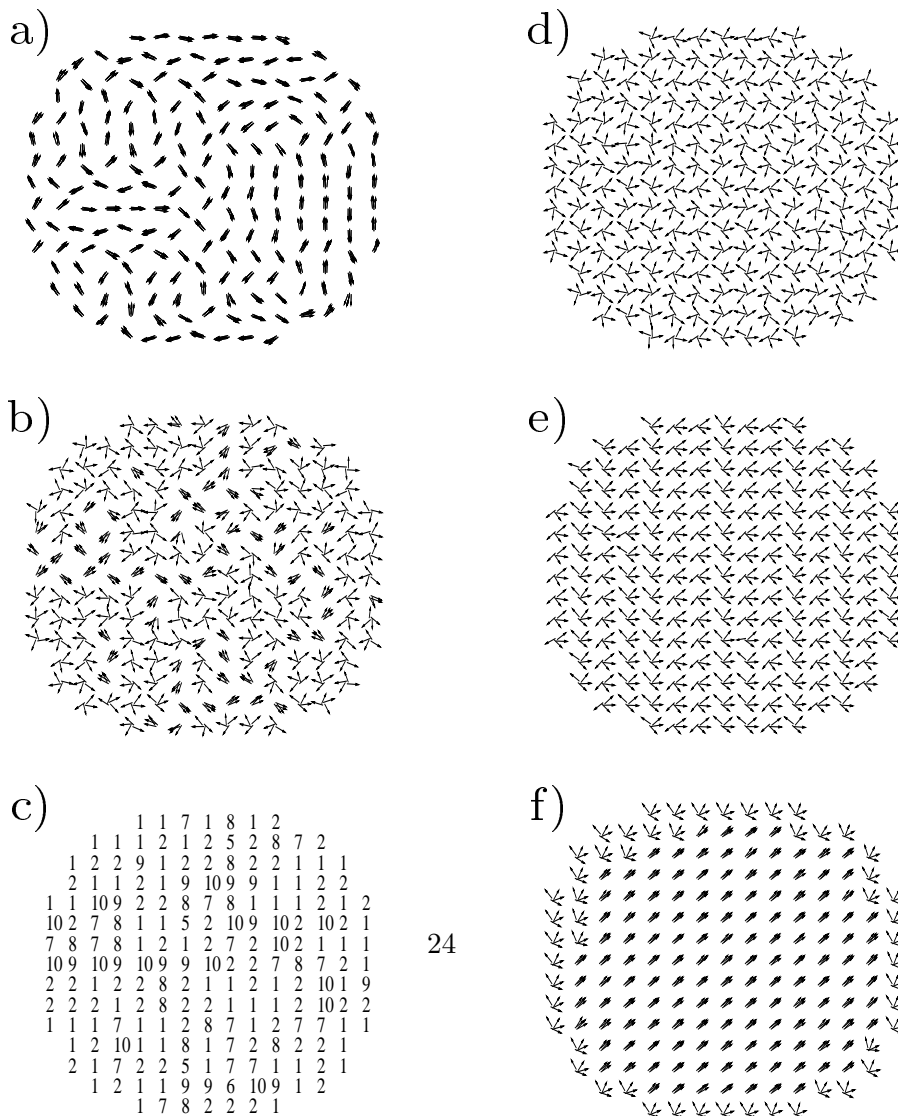 a)
d)
b)
e)
c)
1 1 7 1 8 1 2
1 1 1 2 1 2 5 2 8 7 2
1 2 2 9 1 2 2 8 2 2 1 1 1
2 1 1 2 1 9 10 9 9 1 1 2 2
1 1 10 9 2 2 8 7 8 1 1 1 2 1 2
10 2 7 8 1 1 5 2 10 9 10 2 10 2 1
7 8 7 8 1 2 1 2 7 2 10 2 1 1 1
10 9 10 9 10 9 9 10 2 2 7 8 7 2 1
2 2 1 2 2 8 2 1 1 2 1 2 10 1 9
2 2 2 1 2 8 2 2 1 1 1 2 10 2 2
1 1 1 7 1 1 2 8 7 1 2 7 7 1 1
1 2 10 1 1 8 1 7 2 8 2 2 1
2 1 7 2 2 5 1 7 7 2 1 1 1
1 2 1 1 9 9 6 10 9 1 2
1 7 8 2 2 2 1
24
f)